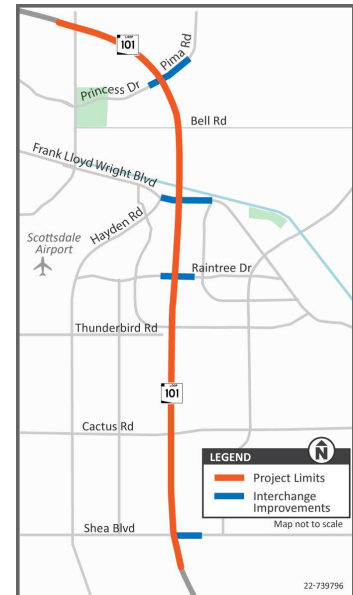 LOOP
101
Pima Rd
Princess Dr
Bell Rd
Frank Lloyd Wright Blvd
Hayden Rd
Scottsdale
Airport
Raintree Dr
Thunderbird Rd
LOOP
101
Cactus Rd
LEGEND
N
Project Limits
Interchange
Improvements
Map not to scale
Shea Blvd
22-739796